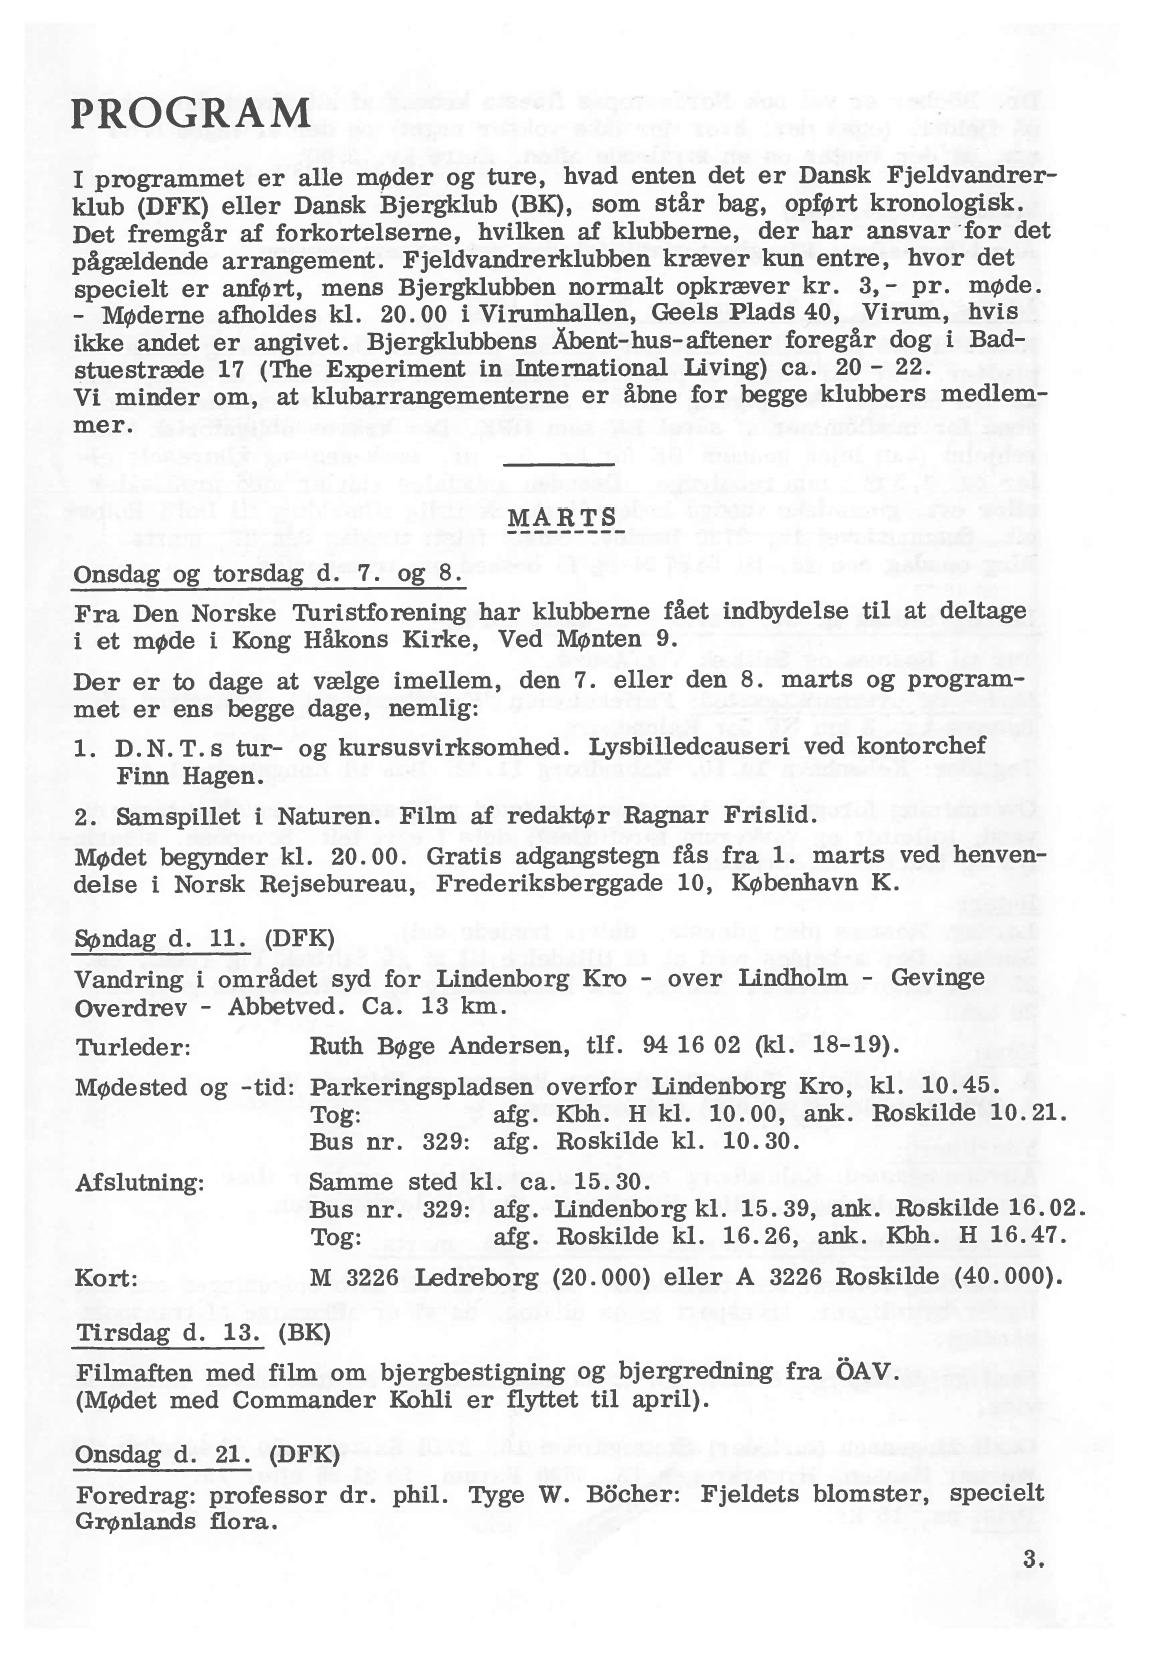 PROGRAM
I programmet er alle møder og ture, hvad enten det er Dansk Fjeldvandrer-
klub (DFK) eller Dansk Bjergklub (BK), som står bag, opført kronologisk.
Det fremgår af forkortelserne, hvilken af klubberne, der har ansvar for det
pågældende arrangement. Fjeldvandrerklubben kræver kun entre, hvor det
specielt er anført, mens Bjergklubben normalt opkræver kr. 3,- pr. møde.
- Møderne afholdes kl. 20.00 i Virumhallen, Geels Plads 40, Virum, hvis
ikke andet er angivet. Bjergklubbens Åbent-hus-aftener foregår dog i Bad-
stuestræde 17 (The Experiment in International Living) ca. 20 - 22.
Vi minder om, at klubarrangementerne er åbne for begge klubbers medlem-
mer.
MARTS
Onsdag og torsdag d. 7. og 8.
Fra Den Norske Turistforening har klubberne fået indbydelse til at deltage
i et møde i Kong Håkons Kirke, Ved Mønten 9.
Der er to dage at vælge imellem, den 7. eller den 8. marts og program-
met er ens begge dage, nemlig:
1. D.N.T.s tur- og kursusvirksomhed. Lysbilledcauseri ved kontorchef
Finn Hagen.
2. Samspillet i Naturen. Film af redaktør Ragnar Frislid.
Mødet begynder kl. 20.00. Gratis adgangstegn fås fra 1. marts ved henven-
delse i Norsk Rejsebureau, Frederiksberggade 10, København K.
Søndag d. 11. (DFK)
Vandring i området syd for Lindenborg Kro - over Lindholm - Gevinge
Overdrev - Abbetved. Ca. 13 km.
Turleder: Ruth Bøge Andersen, tlf. 94 16 02 (kl. 18-19).
Mødested og -tid: Parkeringspladsen overfor Lindenborg Kro, kl. 10.45.
Tog: afg. Kbh. H kl. 10.00, ank. Roskilde 10.21.
Bus nr. 329: afg. Roskilde kl. 10.30.
Afslutning: Samme sted kl. ca. 15.30.
Bus nr. 329: afg. Lindenborg kl. 15.39, ank. Roskilde 16.02.
Tog: afg. Roskilde kl. 16.26, ank. Kbh. H 16.47.
Kort: M 3226 Ledreborg (20.000) eller A 3226 Roskilde (40.000).
Tirsdag d. 13. (BK)
Filmaften med film om bjergbestigning og bjergredning fra ÖAV.
(Mødet med Commander Kohli er flyttet til april).
Onsdag d. 21. (DFK)
Foredrag: professor dr. phil. Tyge W. Böcher: Fjeldets blomster, specielt
Grønlands flora.
3.